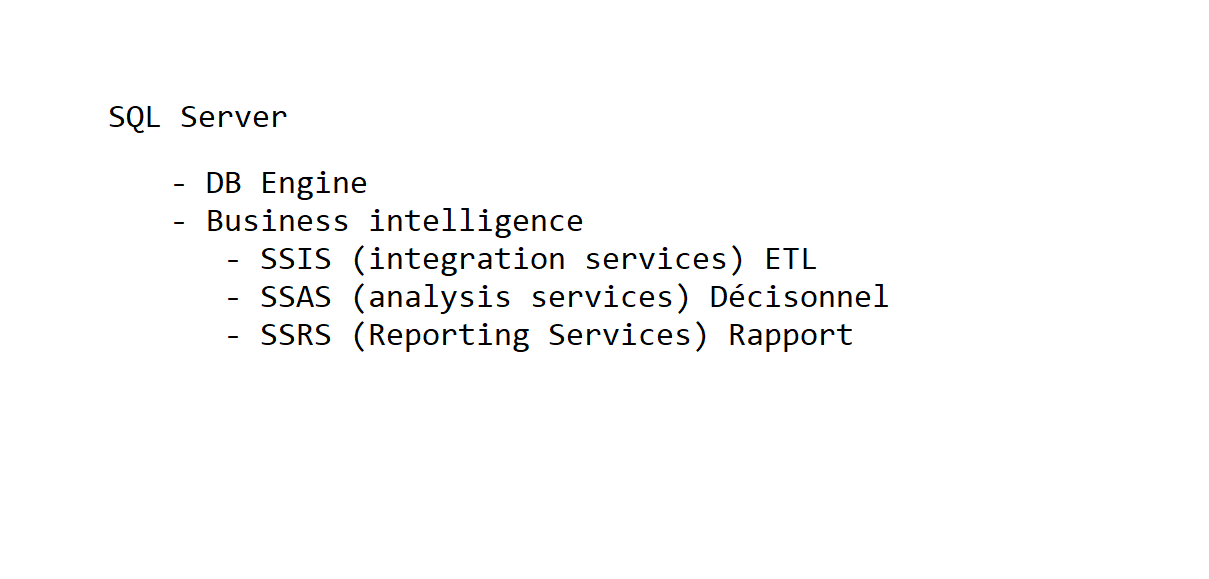 SQL Server
- DB Engine
- Business intelligence
- SSIS (integration services) ETL
- SSAS (analysis services) Décisonnel
- SSRS (Reporting Services) Rapport